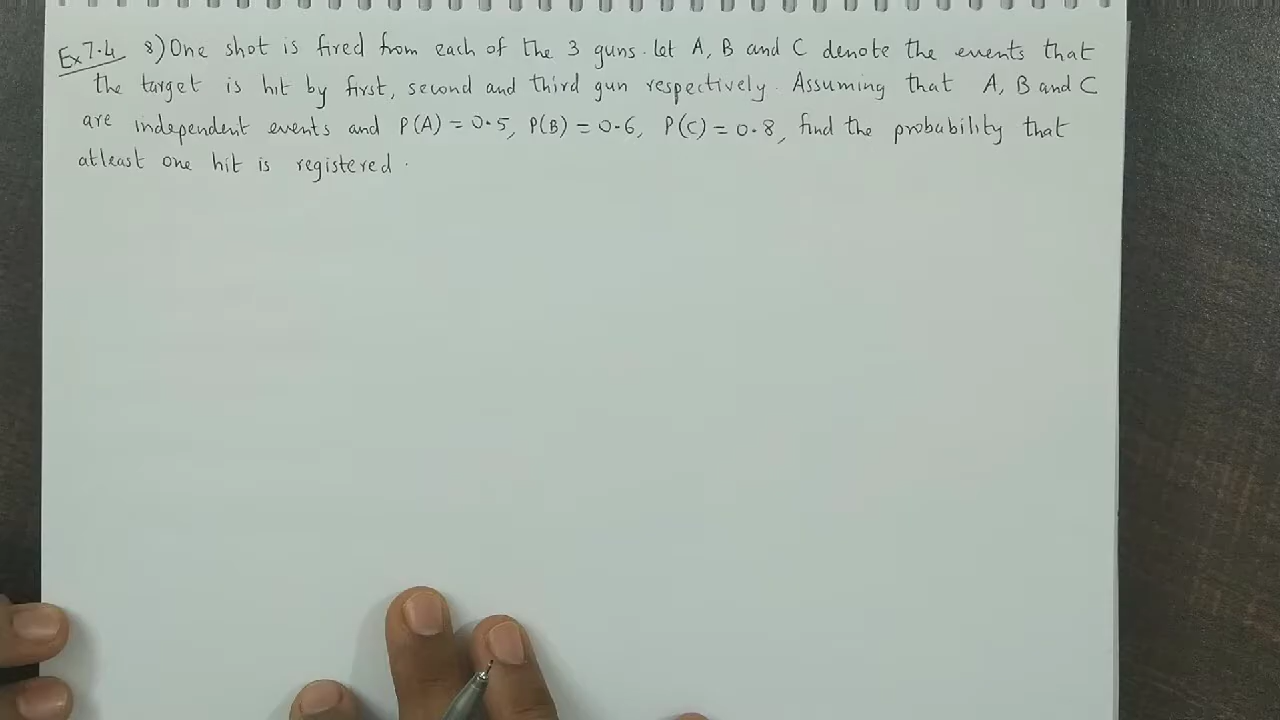 Ex 7.4 8) One shot is fired from each of the 3 guns. Let A, B and C denote the events that
the target is hit by first, second and third gun respectively. Assuming that A, B and C
are independent events and P(A) = 0.5, P(B) = 0.6, P(C) = 0.8, find the probability that
atleast one hit is registered.